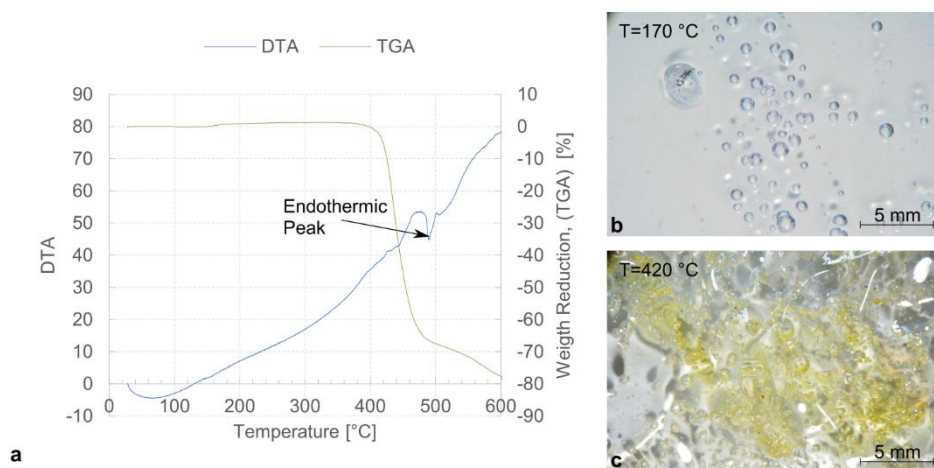 a
DTA TGA
90
80
70
60
50
40
30
20
10
0
-10
DTA
10
0
-10
-20
-30
-40
-50
-60
-70
-80
-90
Weigth Reduction, (TGA) [%]
Endothermic
Peak
0 100 200 300 400 500 600
Temperature [°C]
a
T=170 °C
b
5 mm
T=420 °C
c
5 mm